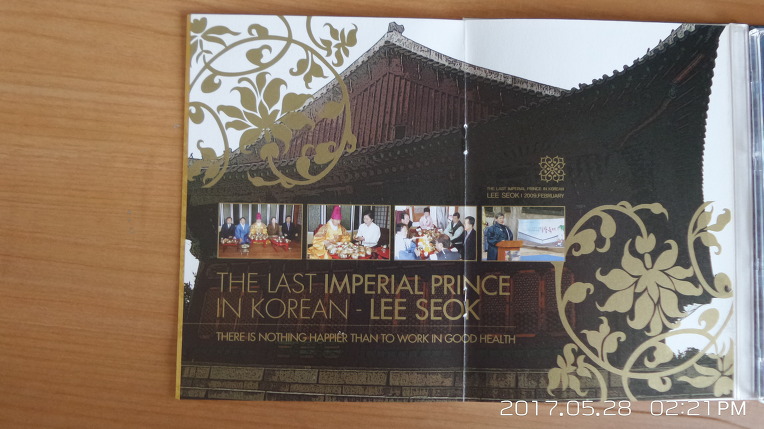 THE LAST IMPERIAL PRINCE IN KOREAN
LEE SEOK I 2009.FEBRUARY
THE LAST IMPERIAL PRINCE
IN KOREAN - LEE SEOK
THERE IS NOTHING HAPPIER THAN TO WORK IN GOOD HEALTH
2017.05.28 02:21PM